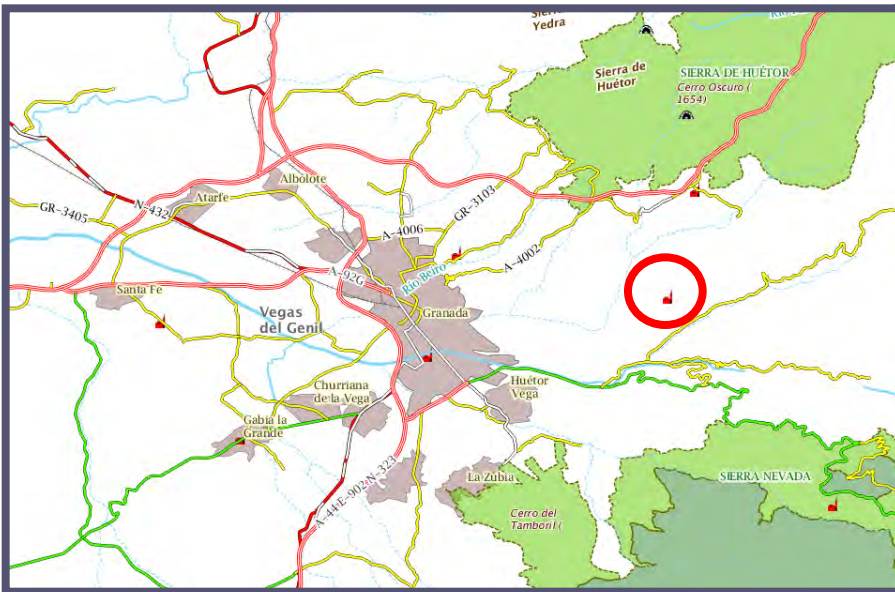 Sierra
Yedra
Río
Sierra de
Huétor
SIERRA DE HUÉTOR
Cerro Oscuro (
1654)
Albolote
Atarfe
N-432
GR-3405
GR-3103
A-4006
A-4002
Río Beiro
A-92G
Santa Fe
Vegas
del Genil
Granada
Churriana
de la Vega
Huétor
Vega
Gabia la
Grande
A-44 E-902 N-323
La Zubia
SIERRA NEVADA
Cerro del
Tamboril (